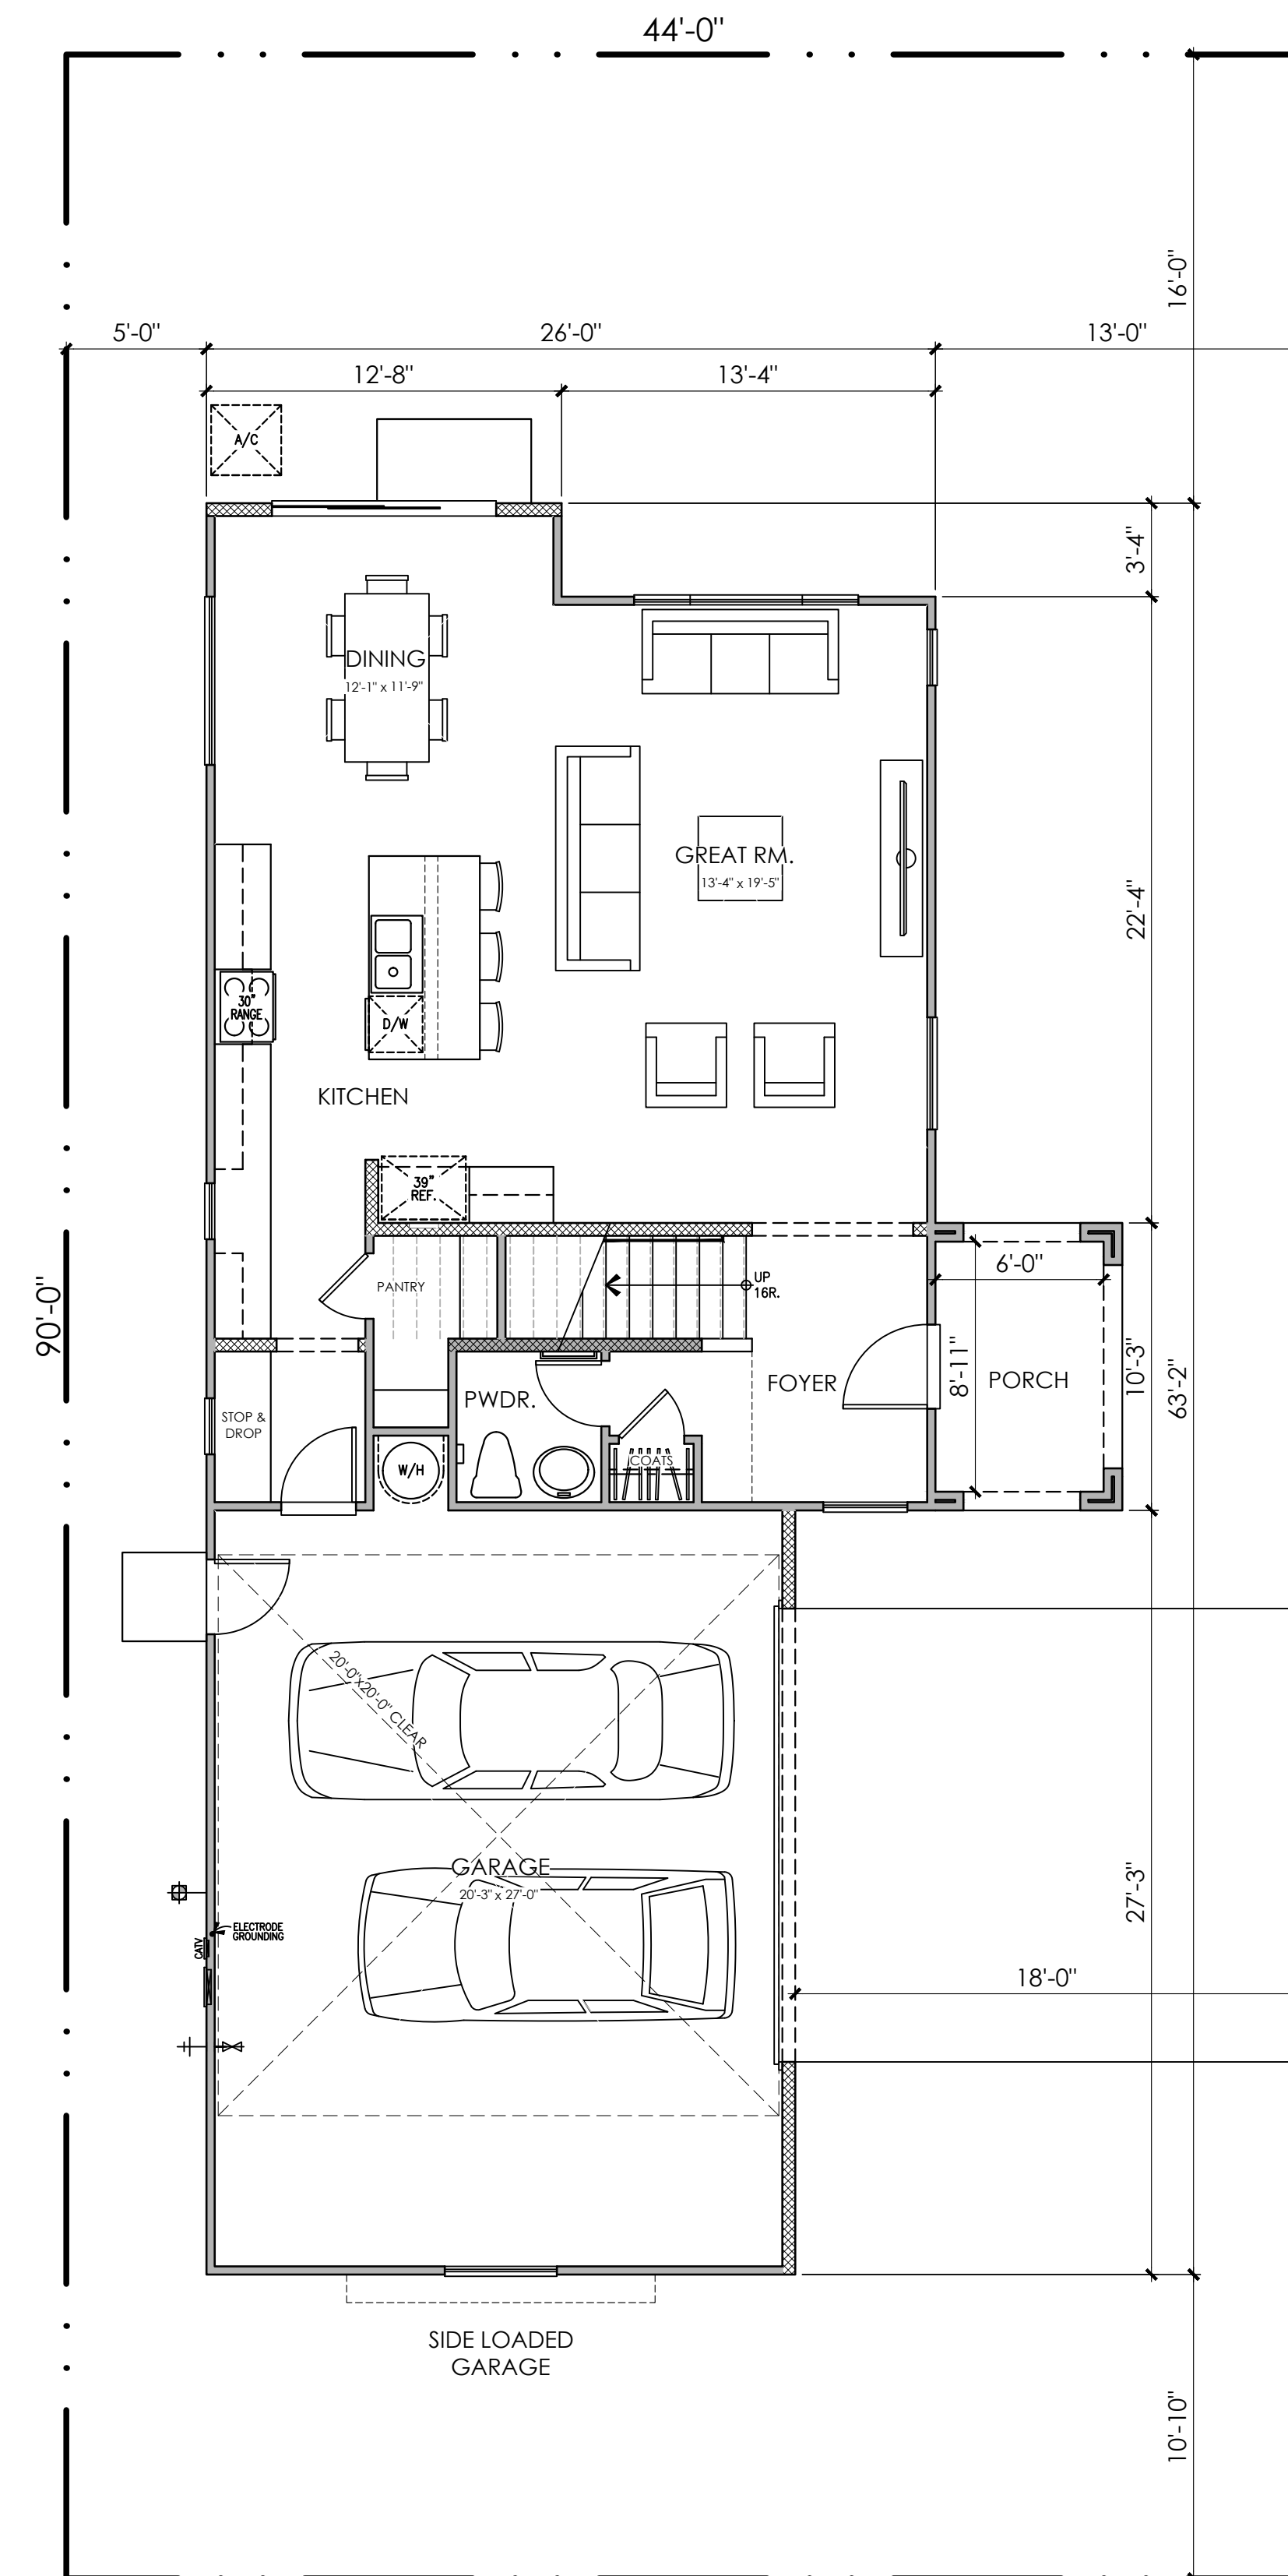 44'-0"
16'-0"
5'-0"
26'-0"
13'-0"
12'-8"
13'-4"
A/C
3'-4"
DINING
12'-1" x 11'-9"
GREAT RM.
13'-4" x 19'-5"
22'-4"
30"
RANGE
D/W
KITCHEN
39"
REF.
90'-0"
PANTRY
UP
16R.
6'-0"
8'-11"
PORCH
10'-3"
63'-2"
FOYER
PWDR.
STOP &
DROP
W/H
COATS
20'-0"x20'-0" CLEAR
GARAGE
20'-3" x 27'-0"
27'-3"
ELECTRODE
GROUNDING
CATV
18'-0"
SIDE LOADED
GARAGE
10'-10"